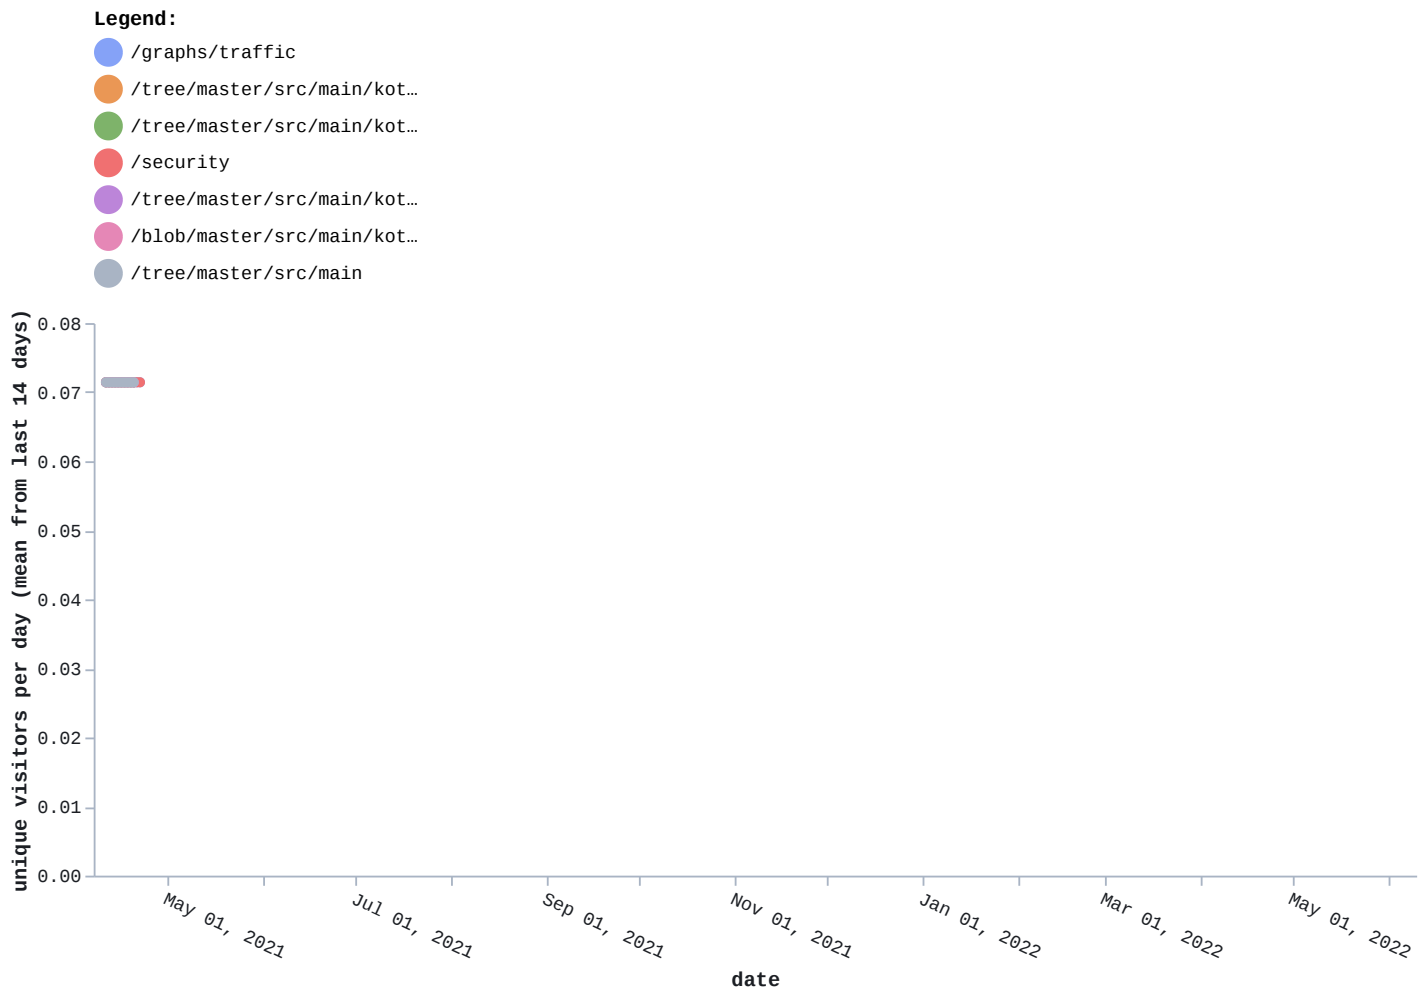 Legend:
/graphs/traffic
/tree/master/src/main/kot…
/tree/master/src/main/kot…
/security
/tree/master/src/main/kot…
/blob/master/src/main/kot…
/tree/master/src/main
unique visitors per day (mean from last 14 days)
0.08
0.07
0.06
0.05
0.04
0.03
0.02
0.01
0.00
May 01, 2021
Jul 01, 2021
Sep 01, 2021
Nov 01, 2021
Jan 01, 2022
Mar 01, 2022
May 01, 2022
date